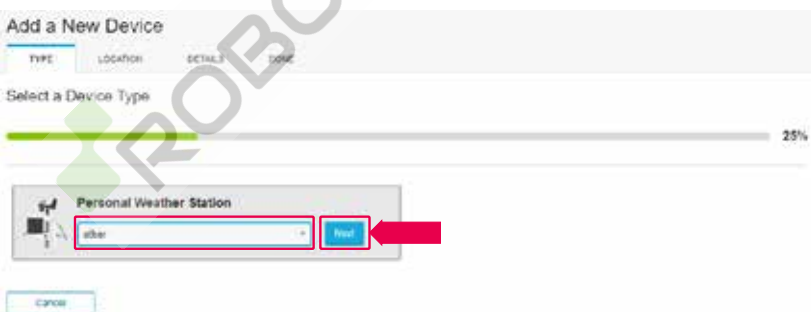 Add a New Device
TYPE LOCATION DETAILS DONE
Select a Device Type
25%
Personal Weather Station
other
Next
Cancel